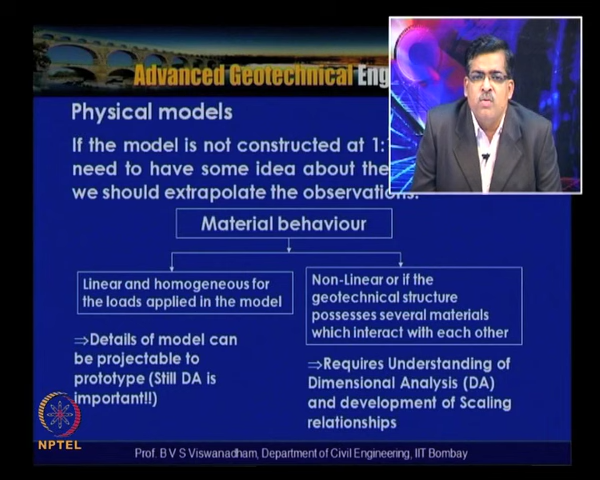 Advanced Geotechnical Eng
Physical models
If the model is not constructed at 1:
need to have some idea about the
we should extrapolate the observations.
Material behaviour
Linear and homogeneous for
the loads applied in the model
Non-Linear or if the
geotechnical structure
possesses several materials
which interact with each other
⇒Details of model can
be projectable to
prototype (Still DA is
important!!)
⇒Requires Understanding of
Dimensional Analysis (DA)
and development of Scaling
relationships
NPTEL
Prof. B V S Viswanadham, Department of Civil Engineering, IIT Bombay